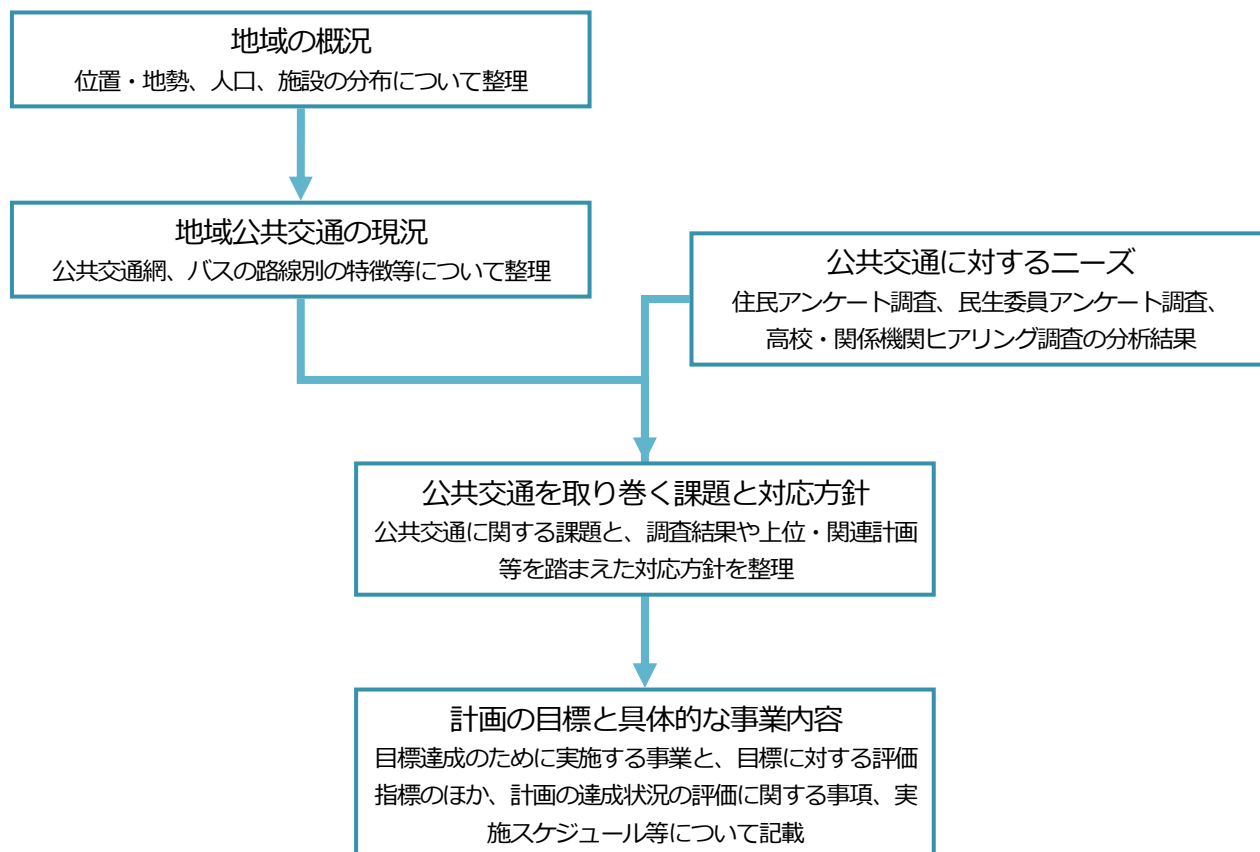 地域の概況
位置・地勢、人口、施設の分布について整理
地域公共交通の現況
公共交通網、バスの路線別の特徴等について整理
公共交通に対するニーズ
住民アンケート調査、民生委員アンケート調査、
高校・関係機関ヒアリング調査の分析結果
公共交通を取り巻く課題と対応方針
公共交通に関する課題と、調査結果や上位・関連計画
等を踏まえた対応方針を整理
計画の目標と具体的な事業内容
目標達成のために実施する事業と、目標に対する評価
指標のほか、計画の達成状況の評価に関する事項、実
施スケジュール等について記載